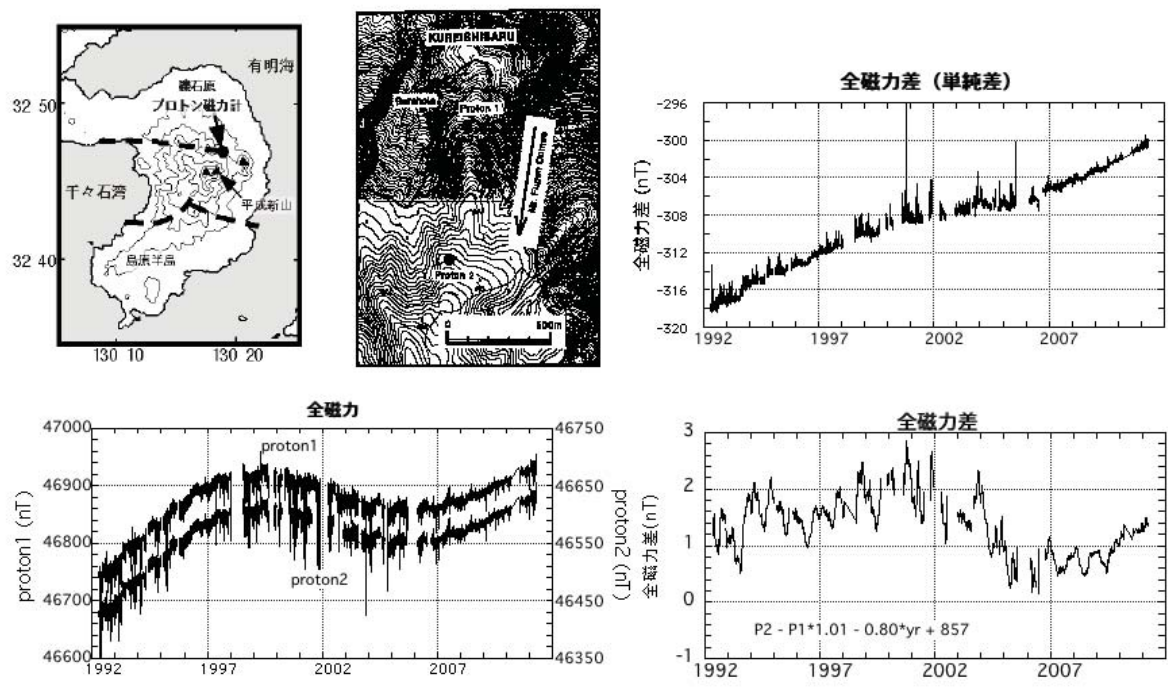 有明海
礫石原
プロトン磁力計
32 50
千々石湾
平成新山
32 40
島原半島
130 10
130 20
KUREISHIBARU
Proton 1
Mt. Fugen
Proton 2
0
500m
全磁力差（単純差）
全磁力差 (nT)
-296
-300
-304
-308
-312
-316
-320
1992
1997
2002
2007
全磁力
proton1 (nT)
47000
46900
46800
46700
46600
proton1
proton2
46750
46650
46550
46450
46350
proton2 (nT)
1992
1997
2002
2007
全磁力差
全磁力差(nT)
3
2
1
0
-1
P2 - P1*1.01 - 0.80*yr + 857
1992
1997
2002
2007